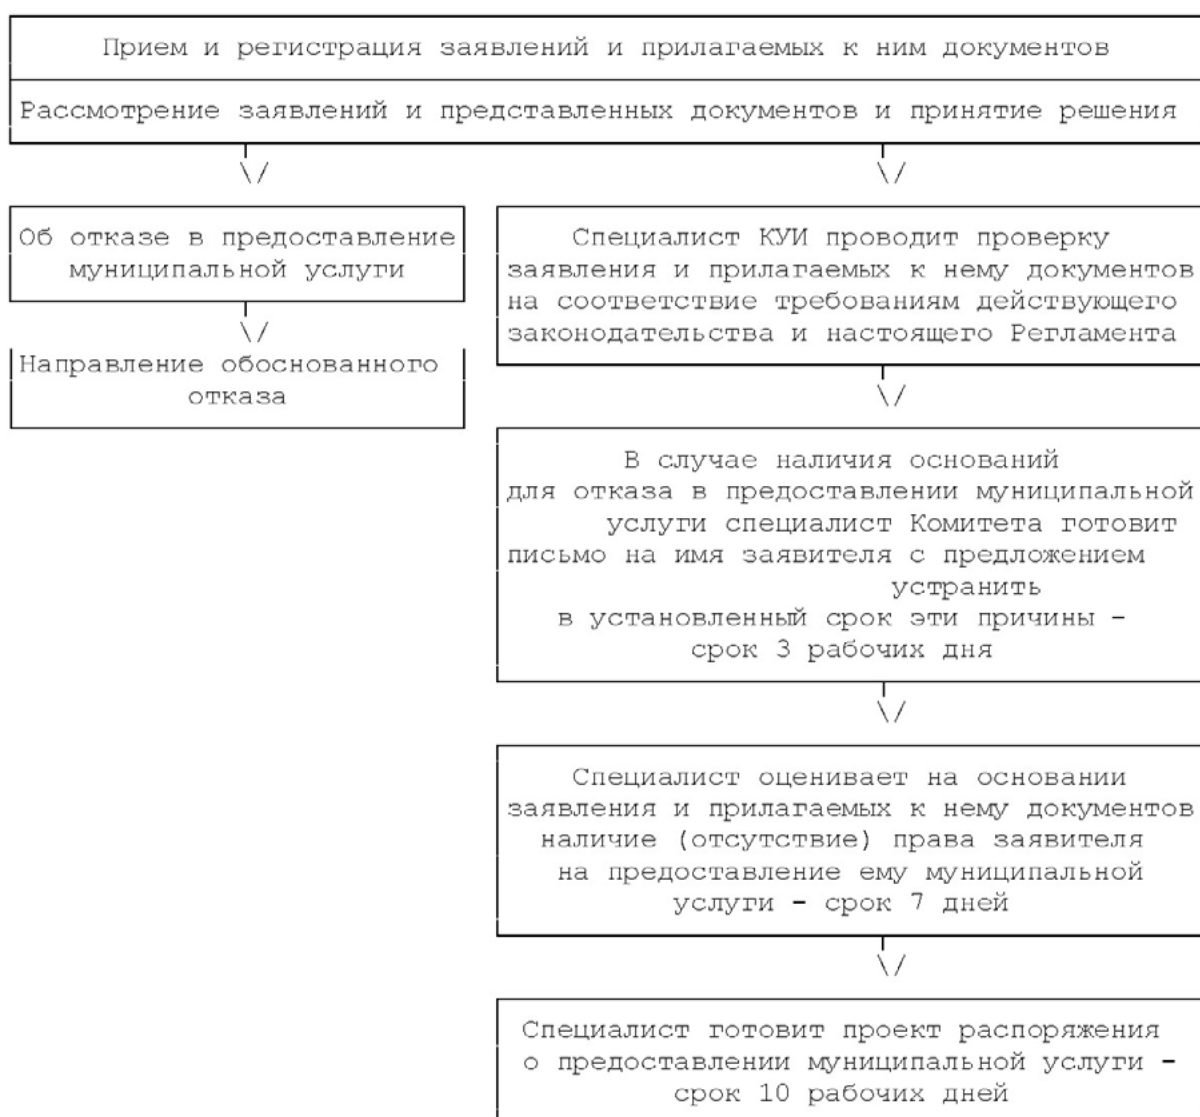 Прием и регистрация заявлений и прилагаемых к ним документов
Рассмотрение заявлений и представленных документов и принятие решения
Об отказе в предоставление
муниципальной услуги
Направление обоснованного
отказа
Специалист КУИ проводит проверку
заявления и прилагаемых к нему документов
на соответствие требованиям действующего
законодательства и настоящего Регламента
В случае наличия оснований
для отказа в предоставлении муниципальной
услуги специалист Комитета готовит
письмо на имя заявителя с предложением
устранить
в установленный срок эти причины -
срок 3 рабочих дня
Специалист оценивает на основании
заявления и прилагаемых к нему документов
наличие (отсутствие) права заявителя
на предоставление ему муниципальной
услуги - срок 7 дней
Специалист готовит проект распоряжения
о предоставлении муниципальной услуги -
срок 10 рабочих дней